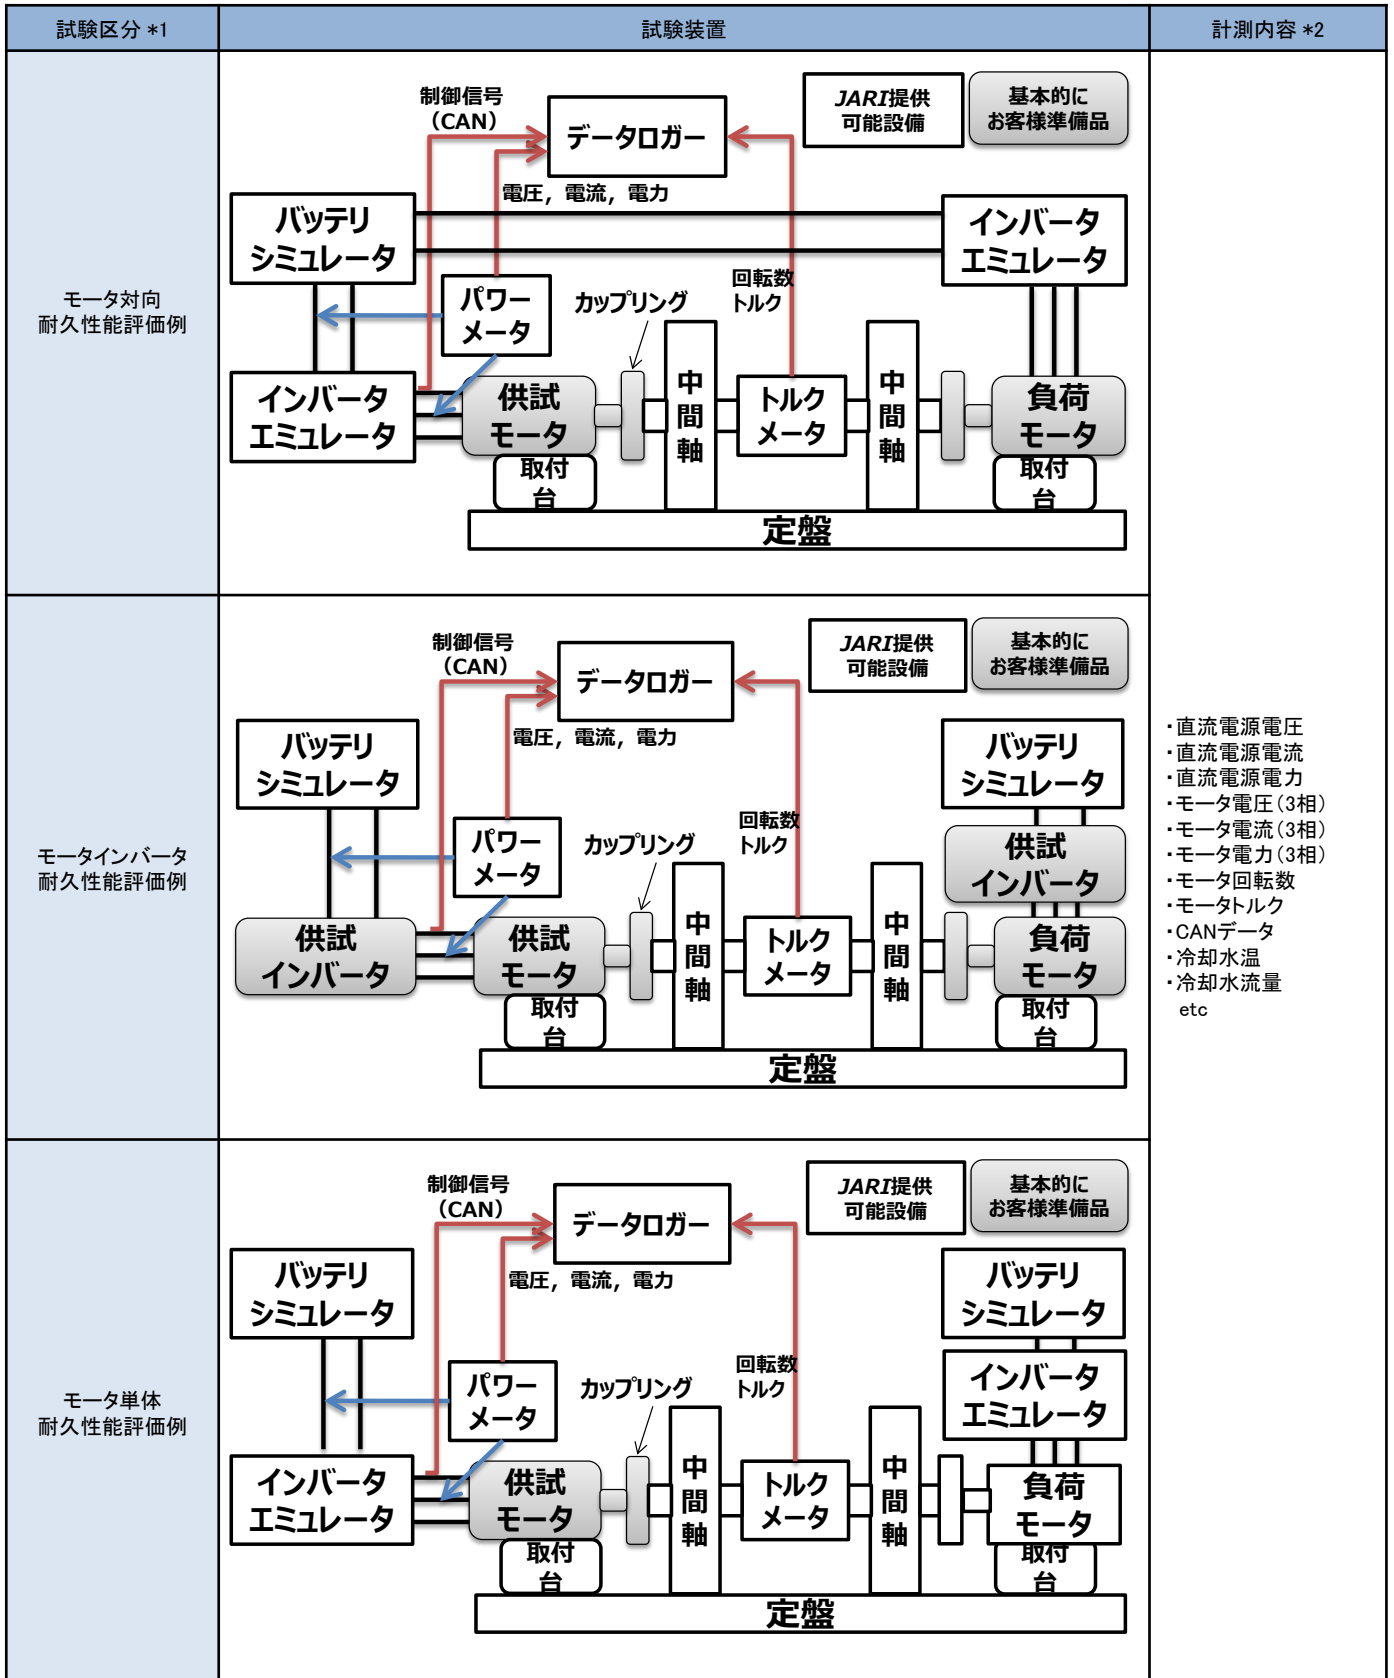 試験区分 *1
試験装置
計測内容 *2
モータ対向
耐久性能評価例
制御信号
（CAN）
データロガー
JARI提供
可能設備
基本的に
お客様準備品
電圧，電流，電力
バッテリ
シミュレータ
インバータ
エミュレータ
パワー
メータ
カップリング
回転数
トルク
インバータ
エミュレータ
供試
モータ
中
間
軸
トルク
メータ
中
間
軸
負荷
モータ
取付
台
取付
台
定盤
モータインバータ
耐久性能評価例
制御信号
（CAN）
データロガー
JARI提供
可能設備
基本的に
お客様準備品
電圧，電流，電力
バッテリ
シミュレータ
バッテリ
シミュレータ
パワー
メータ
カップリング
回転数
トルク
供試
インバータ
供試
インバータ
供試
モータ
中
間
軸
トルク
メータ
中
間
軸
負荷
モータ
取付
台
取付
台
定盤
モータ単体
耐久性能評価例
制御信号
（CAN）
データロガー
JARI提供
可能設備
基本的に
お客様準備品
電圧，電流，電力
バッテリ
シミュレータ
バッテリ
シミュレータ
パワー
メータ
カップリング
回転数
トルク
インバータ
エミュレータ
インバータ
エミュレータ
供試
モータ
中
間
軸
トルク
メータ
中
間
軸
負荷
モータ
取付
台
取付
台
定盤
・直流電源電圧
・直流電源電流
・直流電源電力
・モータ電圧（3相）
・モータ電流（3相）
・モータ電力（3相）
・モータ回転数
・モータトルク
・CANデータ
・冷却水温
・冷却水流量
etc